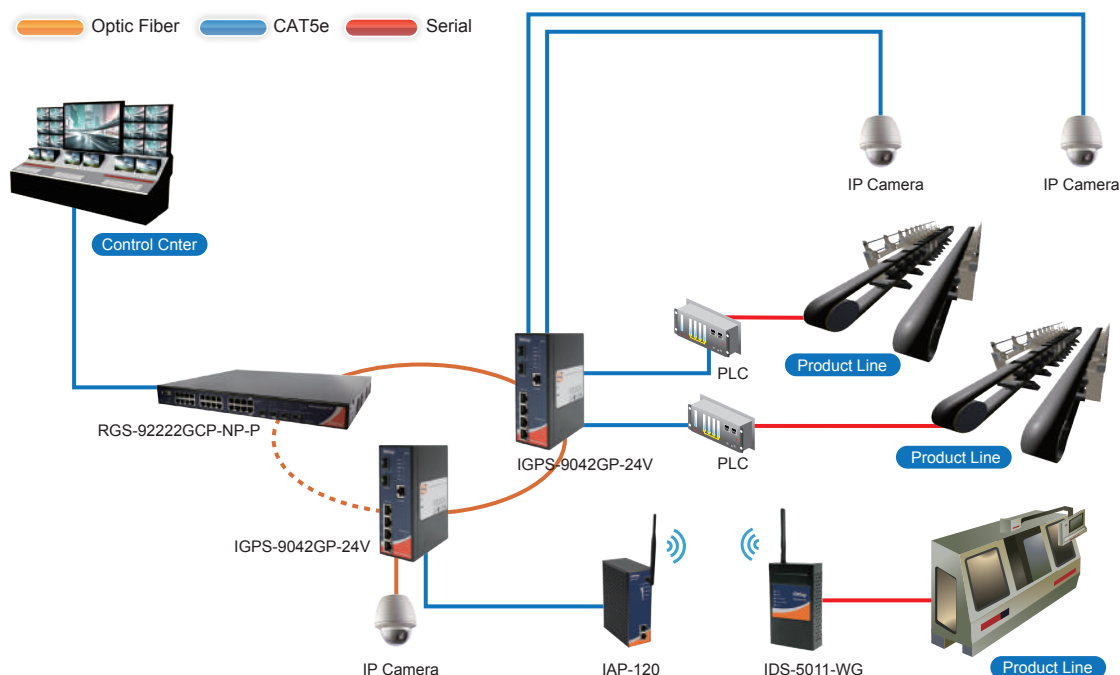 Optic Fiber CAT5e Serial
IP Camera IP Camera
Control Cnter
PLC
Product Line
RGS-92222GCP-NP-P
IGPS-9042GP-24V
PLC
Product Line
IGPS-9042GP-24V
IP Camera
IAP-120
IDS-5011-WG
Product Line